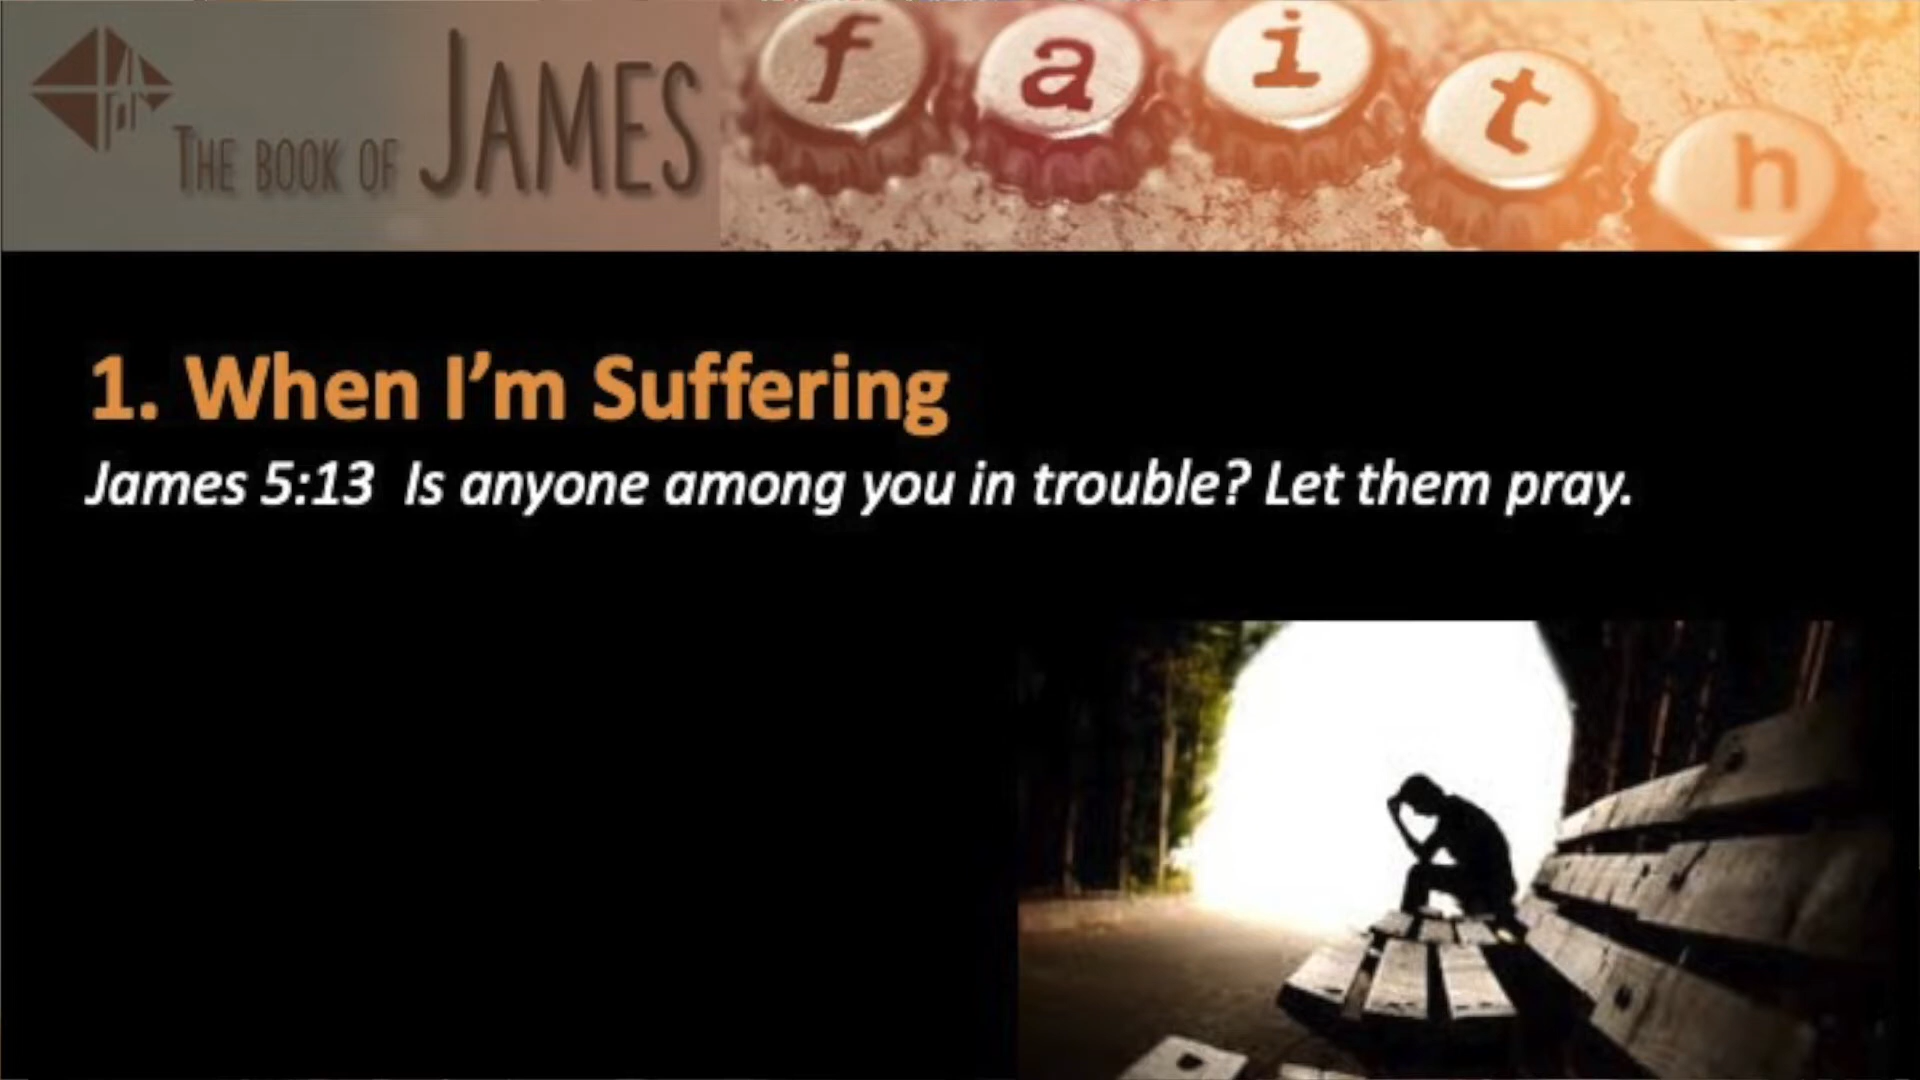 THE BOOK OF JAMES
faith
1. When I’m Suffering
James 5:13  Is anyone among you in trouble? Let them pray.